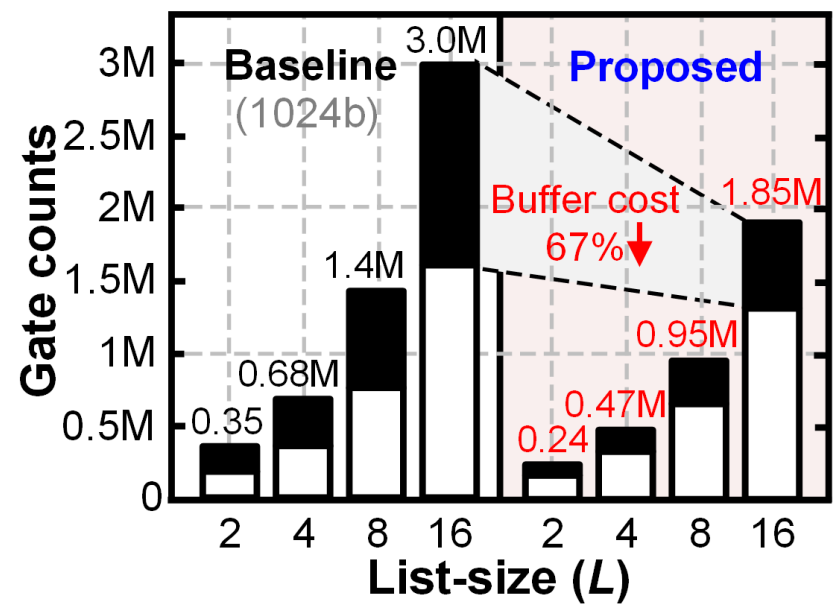 Gate counts
3M
2.5M
2M
1.5M
1M
0.5M
0
Baseline
(1024b)
3.0M
1.4M
0.68M
0.35
Proposed
Buffer cost
67%
1.85M
0.95M
0.47M
0.24
2 4 8 16 2 4 8 16
List-size (L)